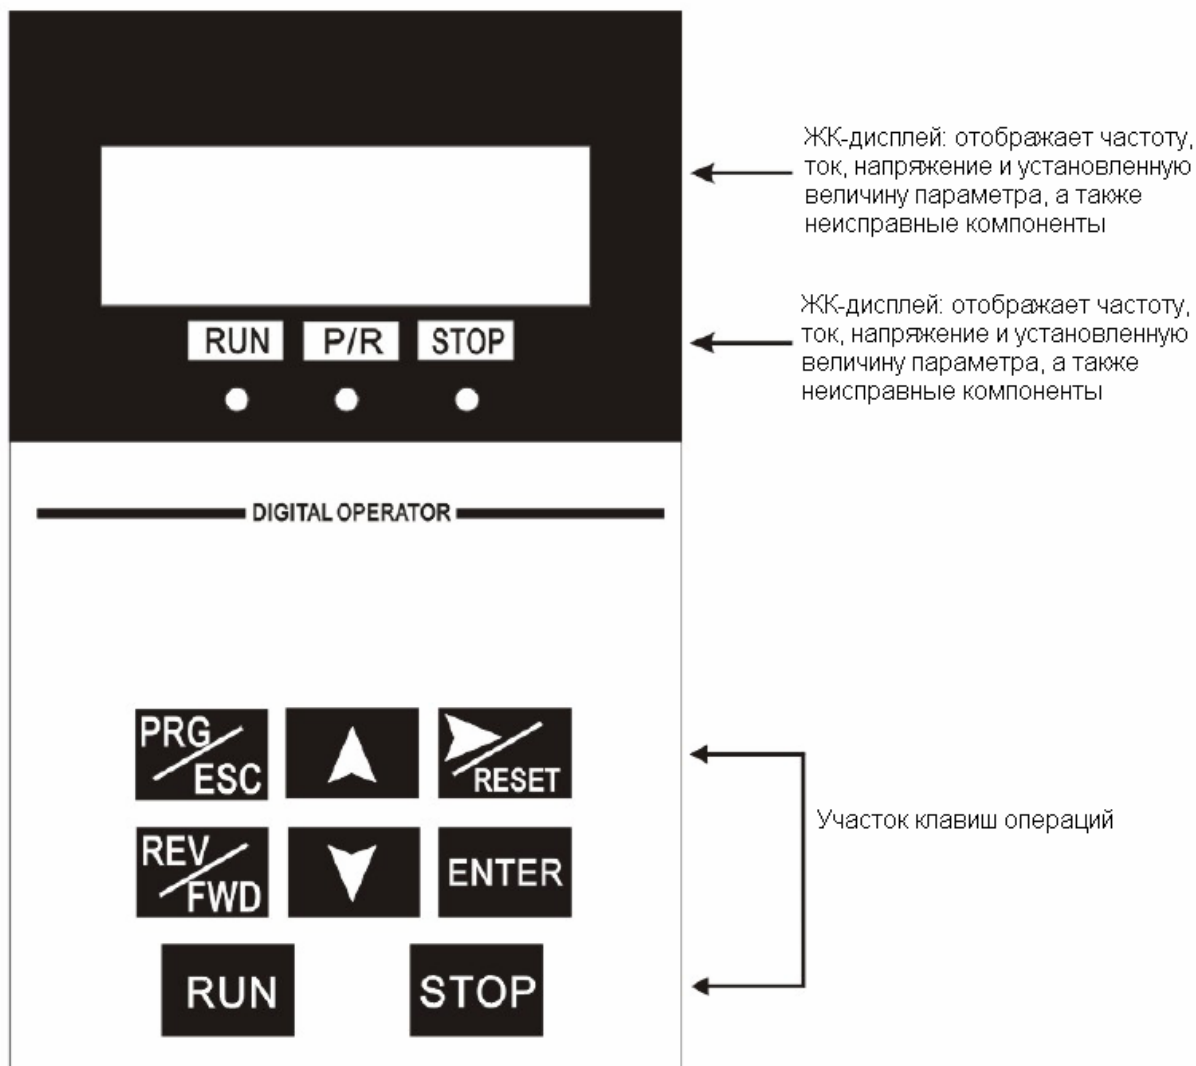 ЖК-дисплей: отображает частоту,
ток, напряжение и установленную
величину параметра, а также
неисправные компоненты
RUN P/R STOP
ЖК-дисплей: отображает частоту,
ток, напряжение и установленную
величину параметра, а также
неисправные компоненты
DIGITAL OPERATOR
PRG/ESC RESET
REV/FWD ENTER
Участок клавиш операций
RUN STOP